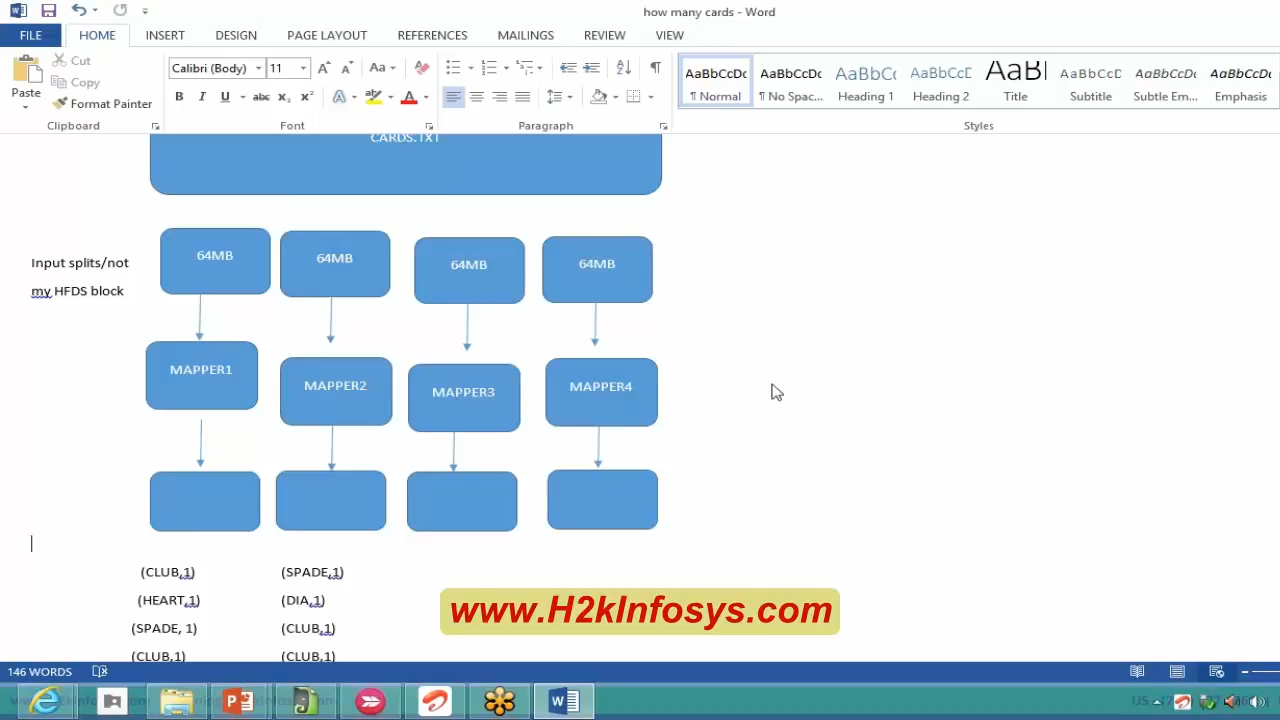 how many cards - Word
FILE
HOME
INSERT
DESIGN
PAGE LAYOUT
REFERENCES
MAILINGS
REVIEW
VIEW
Paste
Cut
Copy
Format Painter
Calibri (Body)
11
Aa
AaBbCcDc
¶ Normal
AaBbCcDc
¶ No Spac...
AaBbCc
Heading 1
AaBbCcD
Heading 2
AaBl
Title
AaBbCcD
Subtitle
AaBbCcDc
Subtle Em...
AaBbCcDc
Emphasis
Clipboard
Font
Paragraph
Styles
CARDS.TXT
64MB
64MB
64MB
64MB
Input splits/not
my HFDS block
MAPPER1
MAPPER2
MAPPER3
MAPPER4
(CLUB,1)
(SPADE,1)
(HEART,1)
(DIA,1)
(SPADE, 1)
(CLUB,1)
(CLUB,1)
(CLUB,1)
www.H2kInfosys.com
146 WORDS